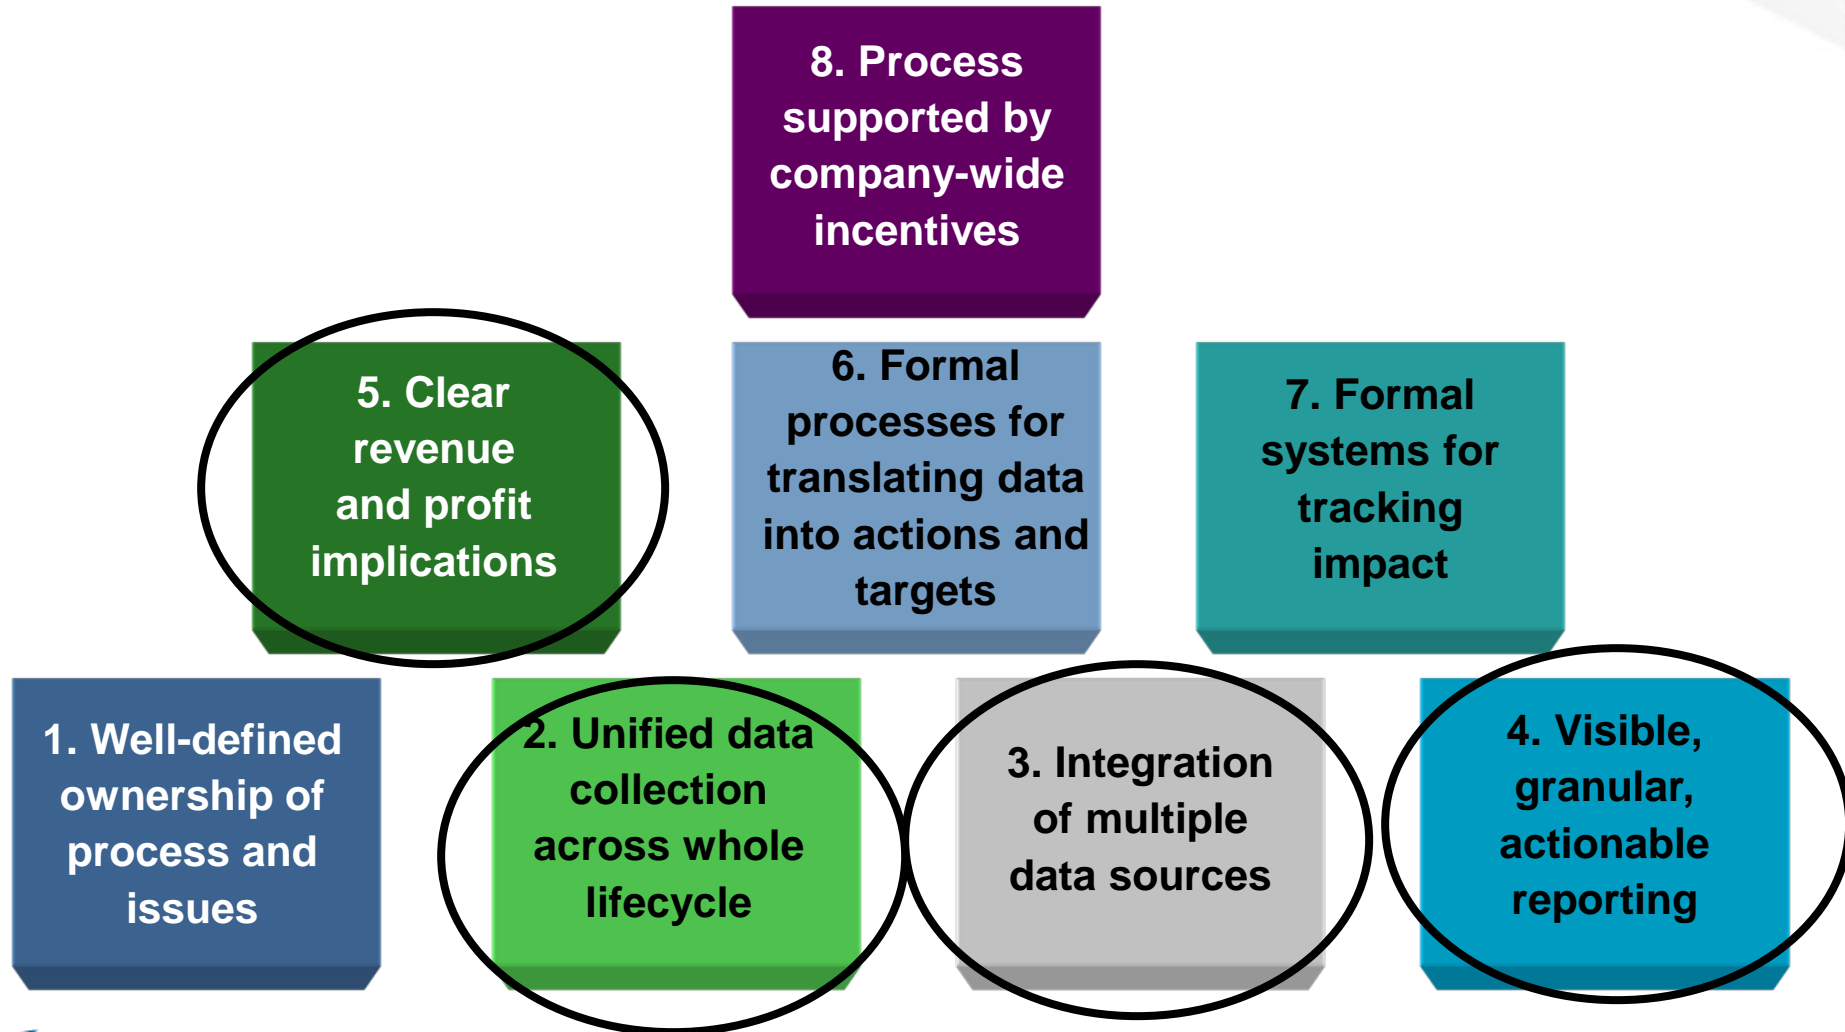 8. Process
supported by
company-wide
incentives
5. Clear
revenue
and profit
implications
6. Formal
processes for
translating data
into actions and
targets
7. Formal
systems for
tracking
impact
1. Well-defined
ownership of
process and
issues
2. Unified data
collection
across whole
lifecycle
3. Integration
of multiple
data sources
4. Visible,
granular,
actionable
reporting